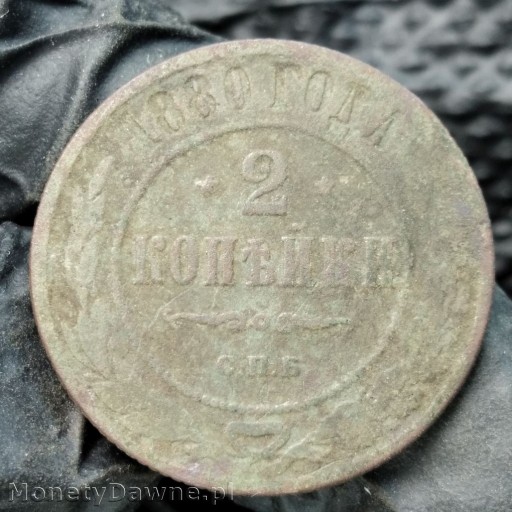 1880 ГОДА
2
КОПѢЙКИ
С.П.Б
MonetyDawne.pl